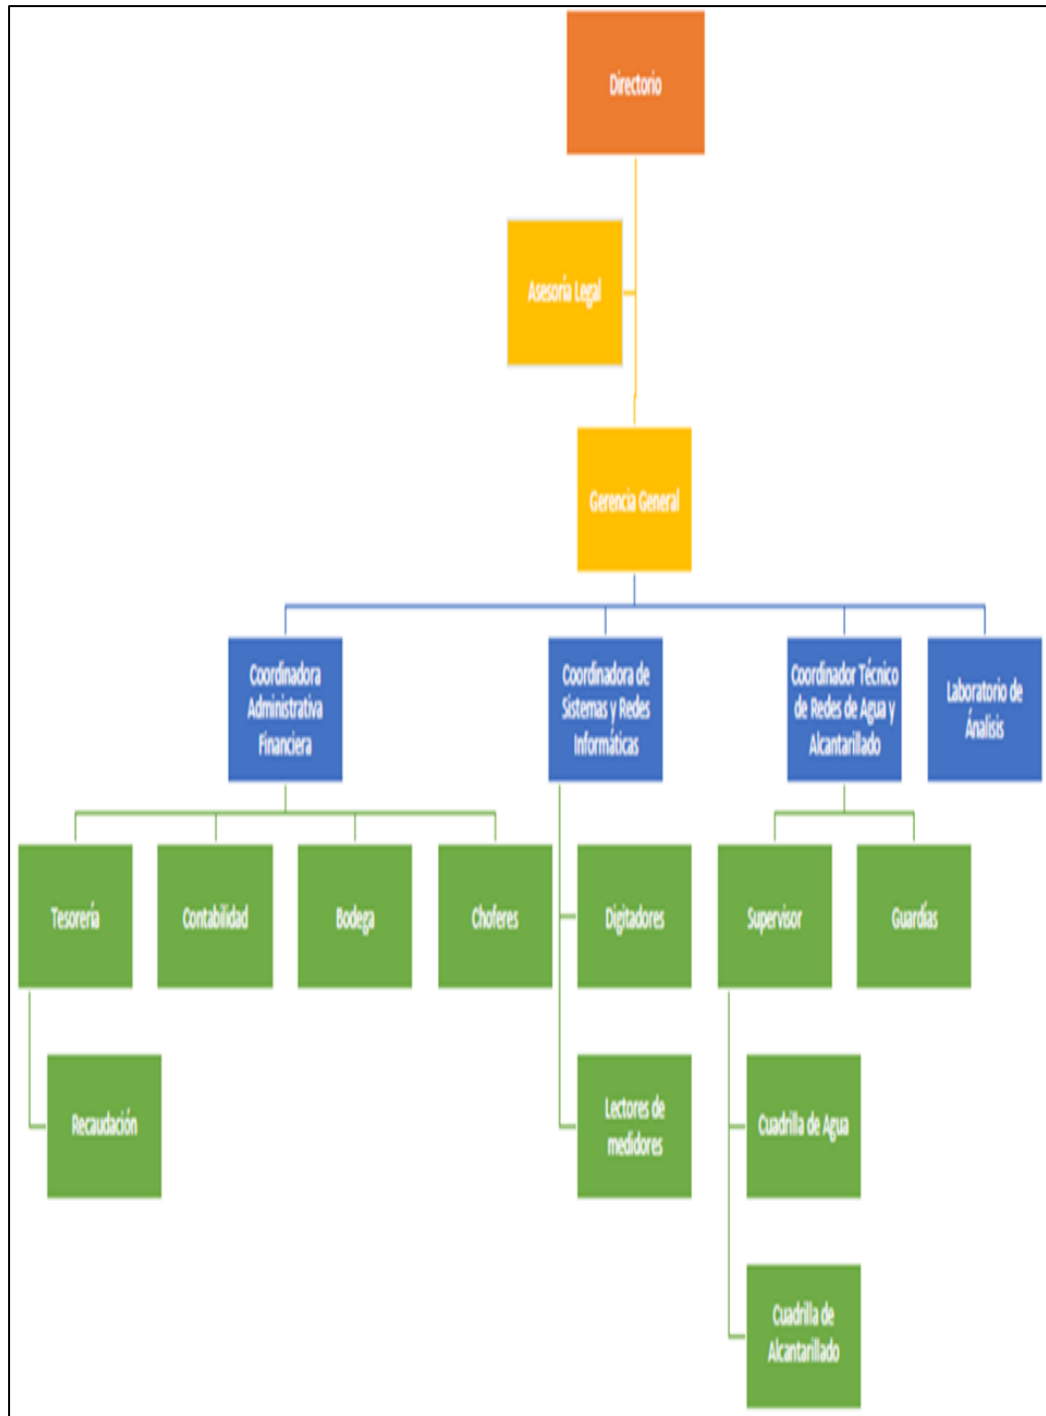 Directorio
Asesoría Legal
Gerencia General
Coordinadora
Administrativa
Financiera
Coordinadora de
Sistemas y Redes
Informáticas
Coordinador Técnico
de Redes de Agua y
Alcantarillado
Laboratorio de
Ánalisis
Tesorería
Contabilidad
Bodega
Choferes
Digitadores
Supervisor
Guardías
Recaudación
Lectores de
medidores
Cuadrilla de Agua
Cuadrilla de
Alcantarillado